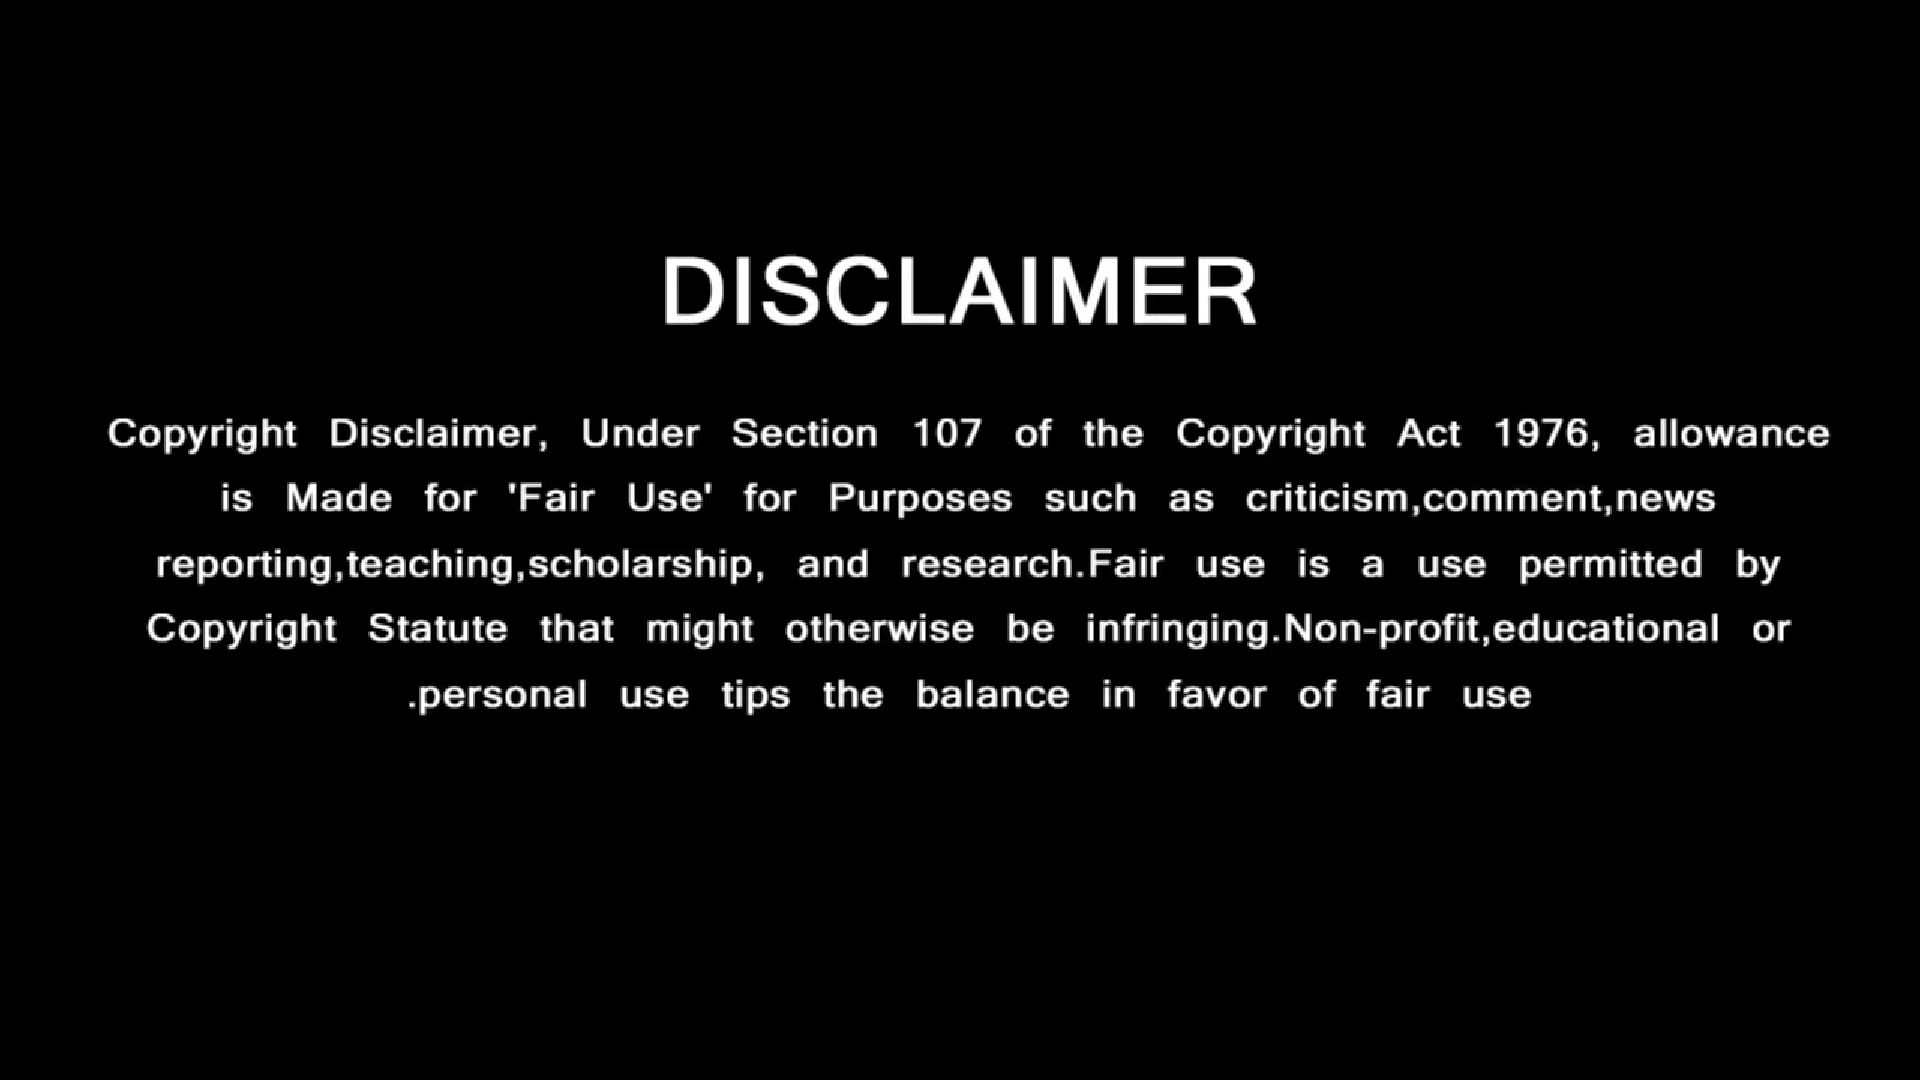 DISCLAIMER
Copyright Disclaimer, Under Section 107 of the Copyright Act 1976, allowance
is Made for 'Fair Use' for Purposes such as criticism,comment,news
reporting,teaching,scholarship, and research.Fair use is a use permitted by
Copyright Statute that might otherwise be infringing.Non-profit,educational or
.personal use tips the balance in favor of fair use